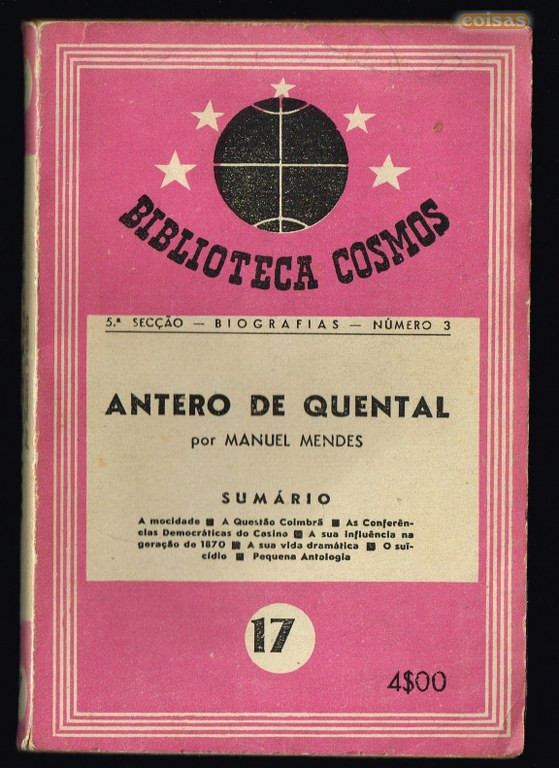 coisas
BIBLIOTECA COSMOS
5.ª SECÇÃO — BIOGRAFIAS — NÚMERO 3
ANTERO DE QUENTAL
por MANUEL MENDES
SUMÁRIO
A mocidade ■ A Questão Coimbrã ■ As Conferên-
cias Democráticas do Casino ■ A sua influência na
geração de 1870 ■ A sua vida dramática ■ O suï-
cídio ■ Pequena Antologia
17
4$00